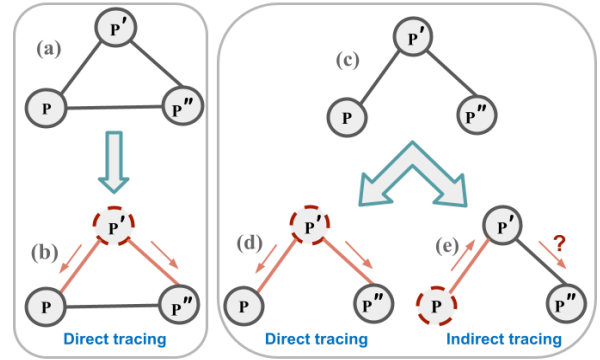 (a)
P'
P
P"
(b)
P'
P
P"
Direct tracing
(c)
P'
P
P"
(d)
P'
P
P"
Direct tracing
(e)
P'
?
P
P"
Indirect tracing